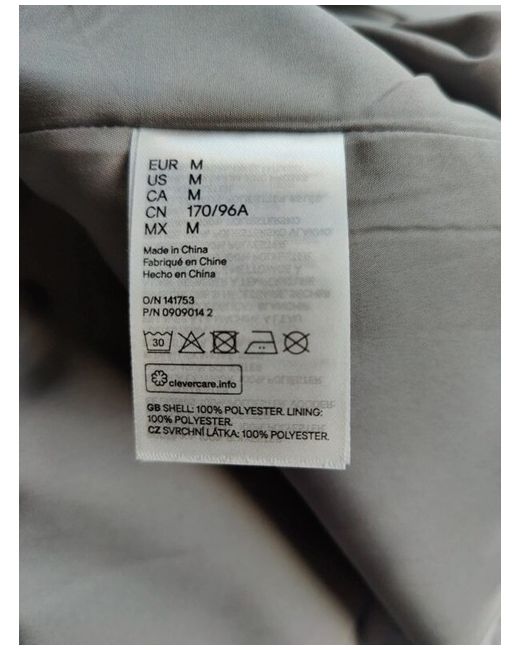 EUR M
US M
CA M
CN 170/96A
MX M
Made in China
Fabriqué en Chine
Hecho en China
O/N 141753
P/N 0909014 2
30
clevercare.info
GB SHELL: 100% POLYESTER. LINING:
100% POLYESTER.
CZ SVRCHNÍ LÁTKA: 100% POLYESTER.